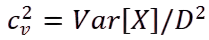 c_v^2 = Var[X]/D^2